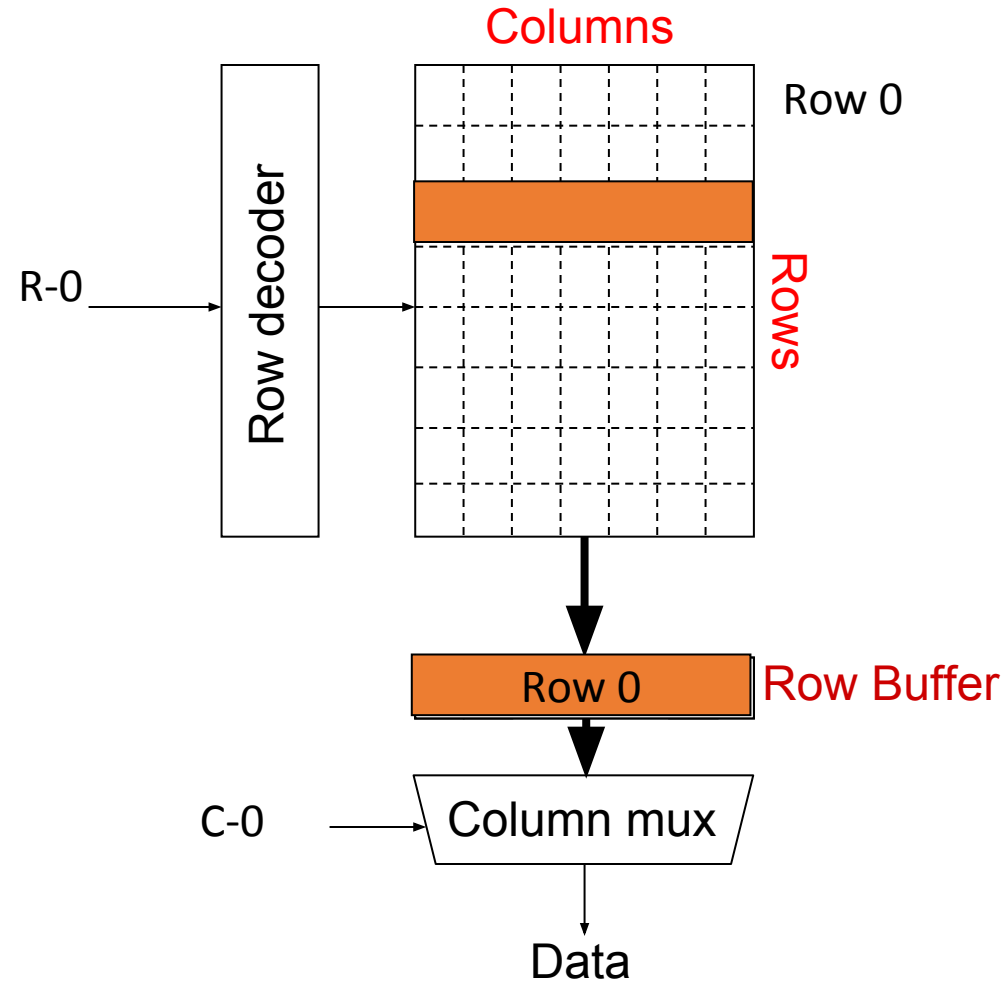 Columns
Row 0
Row decoder
R-0
Rows
Row 0
Row Buffer
C-0
Column mux
Data